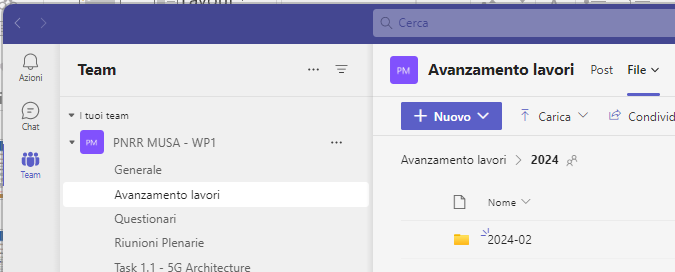 Cerca
Azioni
Chat
Team
Team
I tuoi team
PM PNRR MUSA - WP1
Generale
Avanzamento lavori
Questionari
Riunioni Plenarie
Task 1.1 - 5G Architecture
PM Avanzamento lavori Post File
Nuovo Carica Condivid
Avanzamento lavori 2024
Nome
2024-02